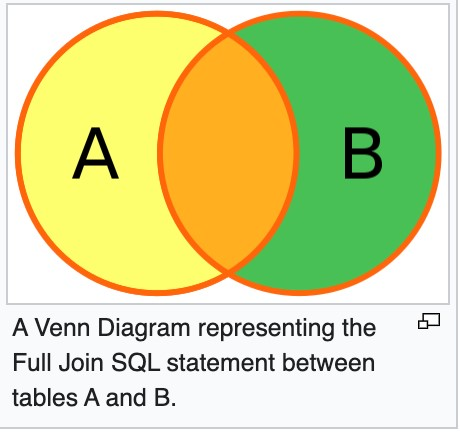 A
B
A Venn Diagram representing the
Full Join SQL statement between
tables A and B.